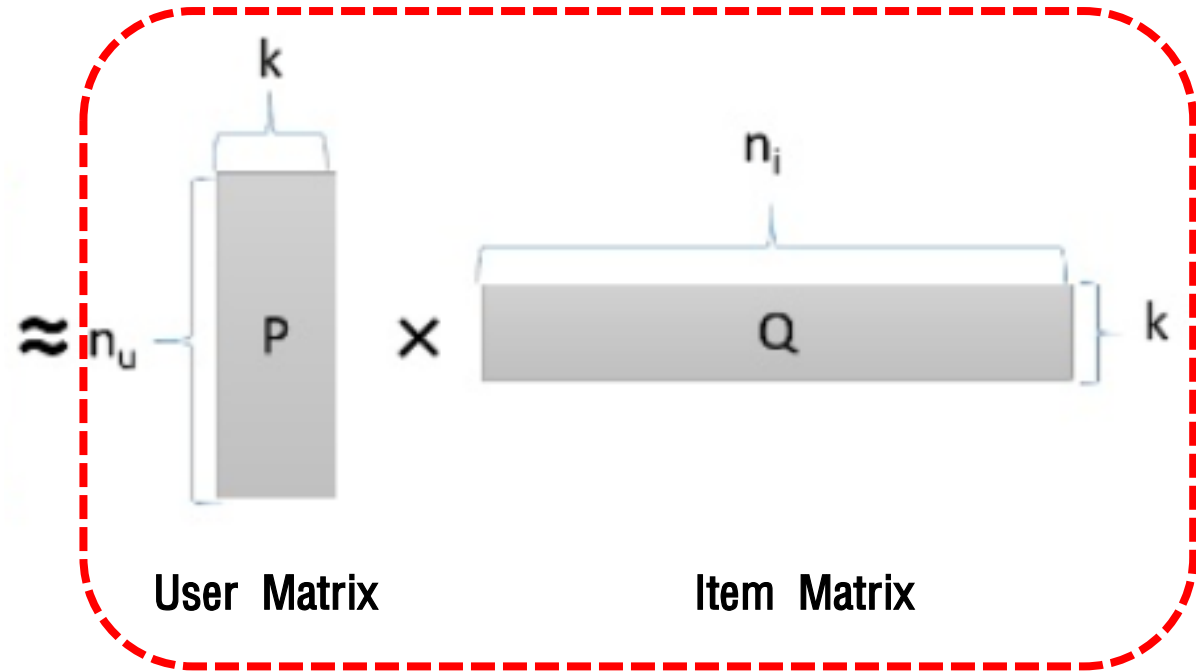 k
n_i
≈ n_u P × Q k
User Matrix Item Matrix